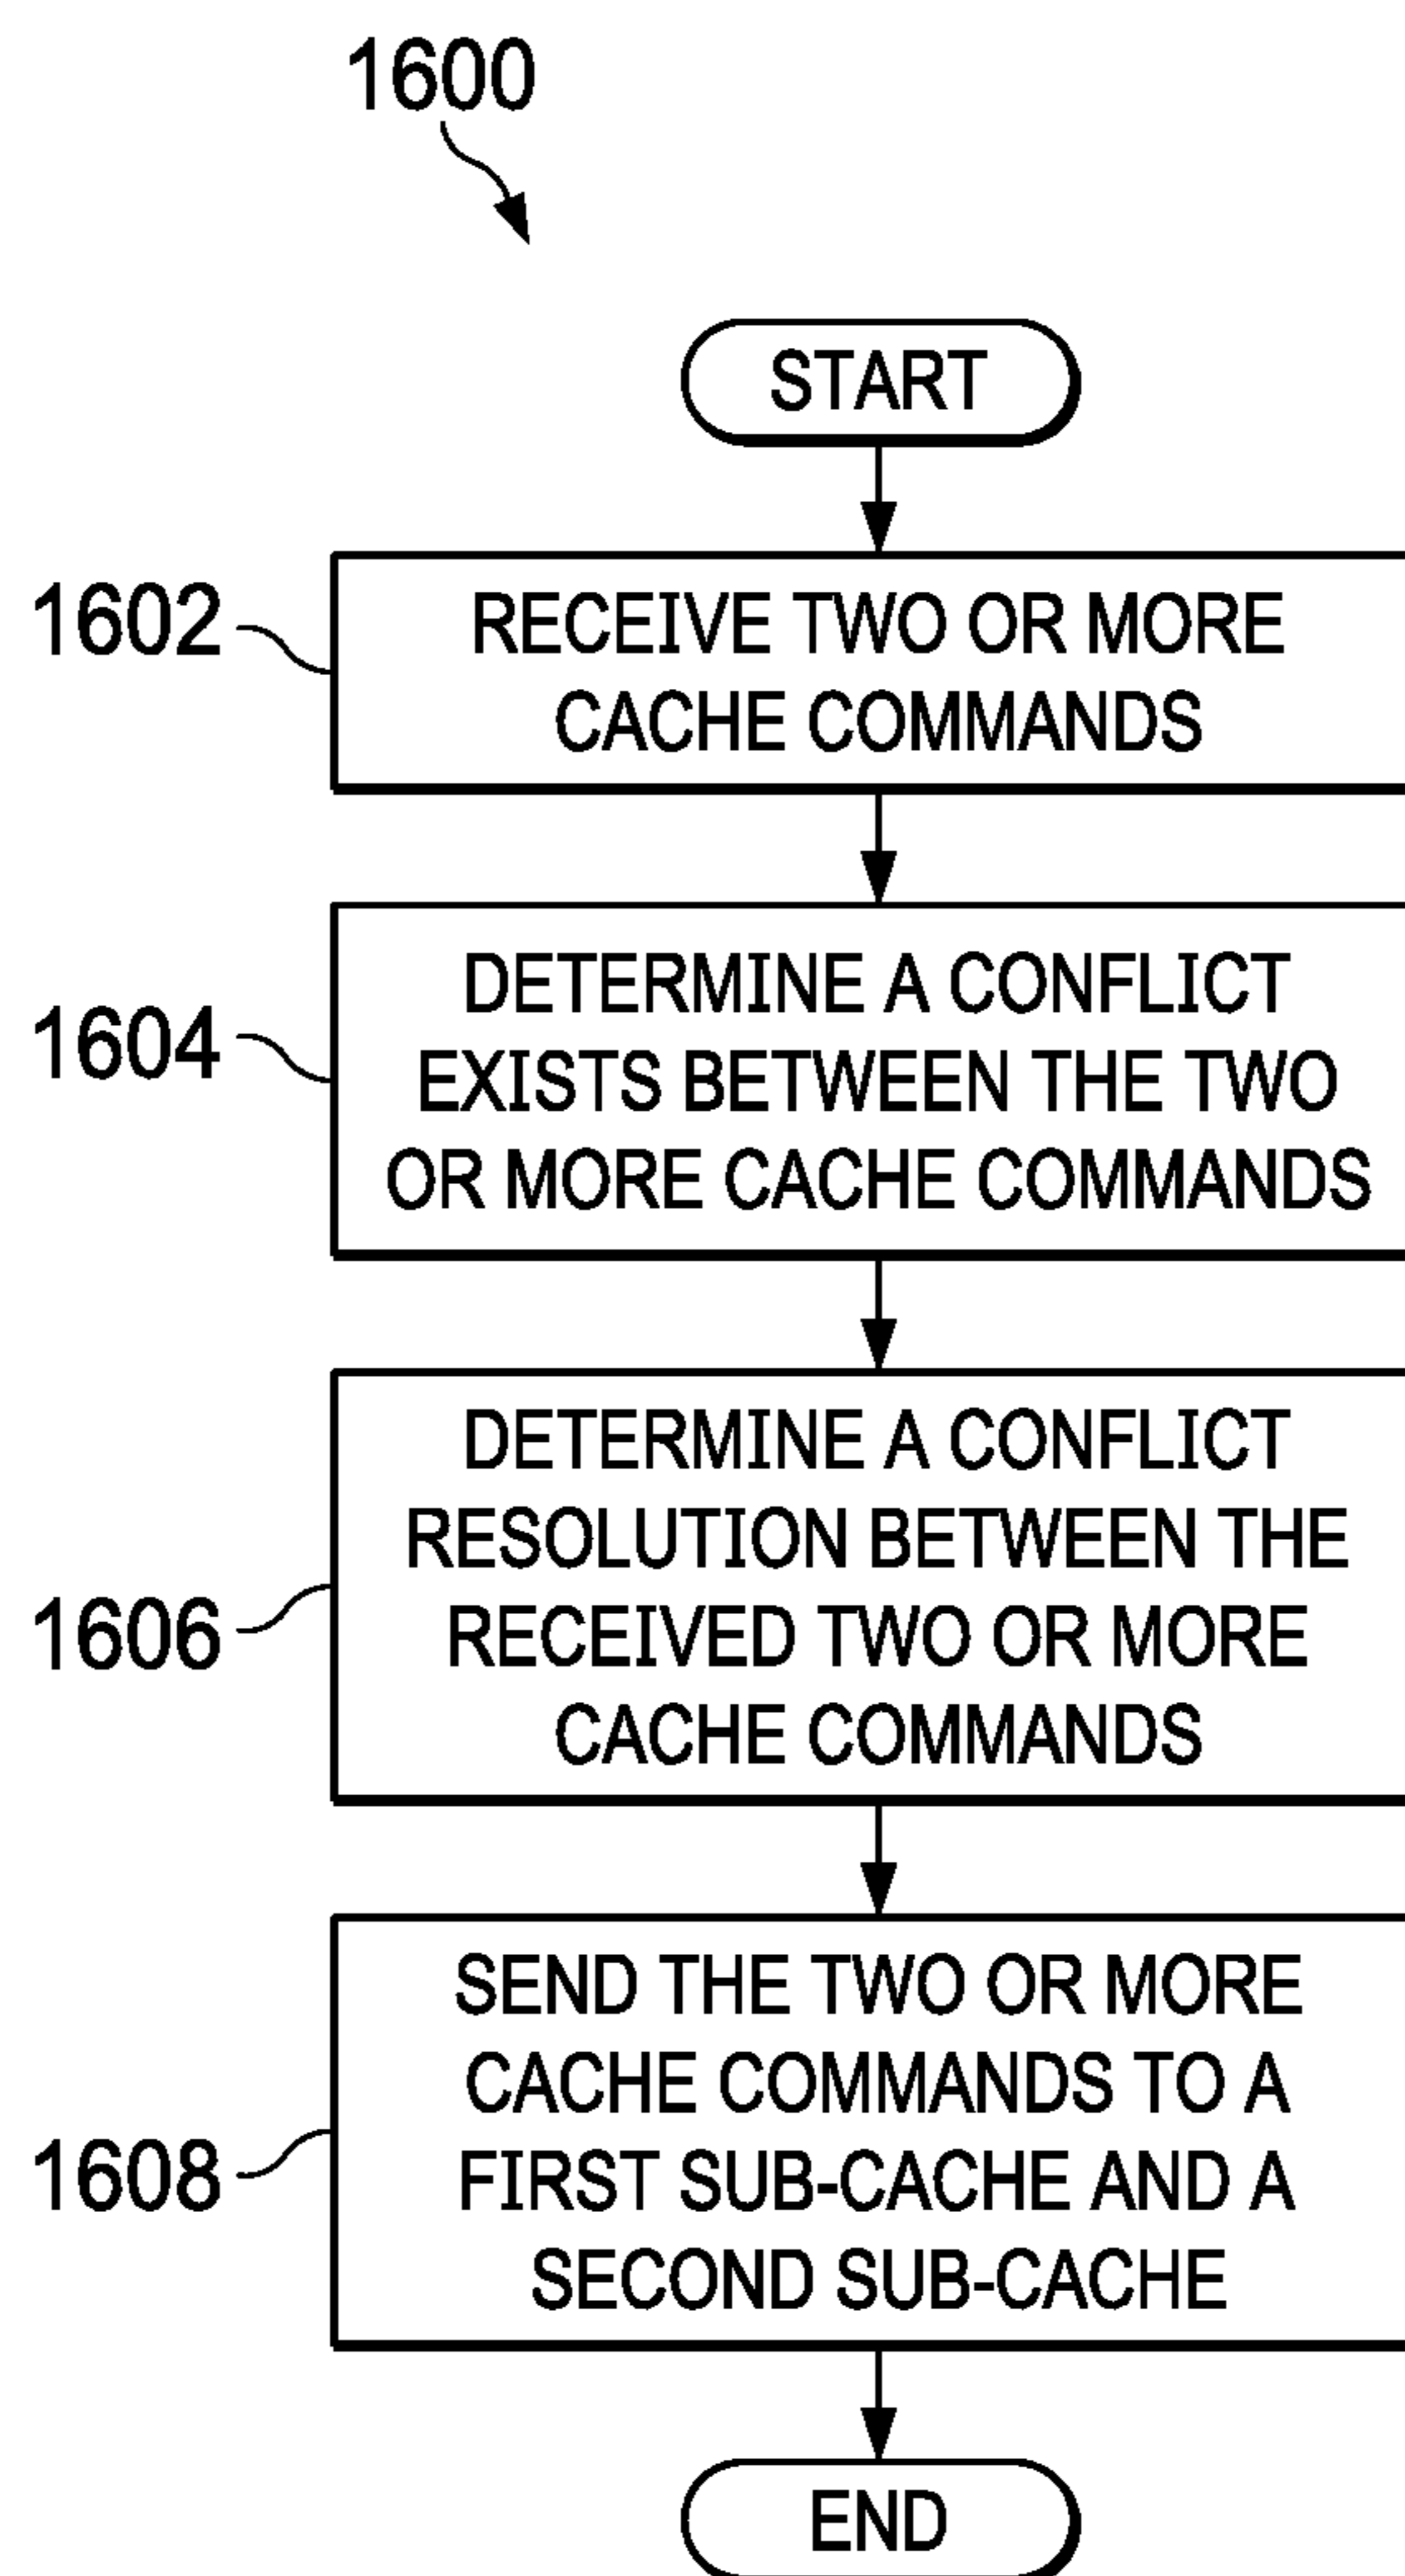 1600
START
1602
RECEIVE TWO OR MORE
CACHE COMMANDS
1604
DETERMINE A CONFLICT
EXISTS BETWEEN THE TWO
OR MORE CACHE COMMANDS
1606
DETERMINE A CONFLICT
RESOLUTION BETWEEN THE
RECEIVED TWO OR MORE
CACHE COMMANDS
1608
SEND THE TWO OR MORE
CACHE COMMANDS TO A
FIRST SUB-CACHE AND A
SECOND SUB-CACHE
END